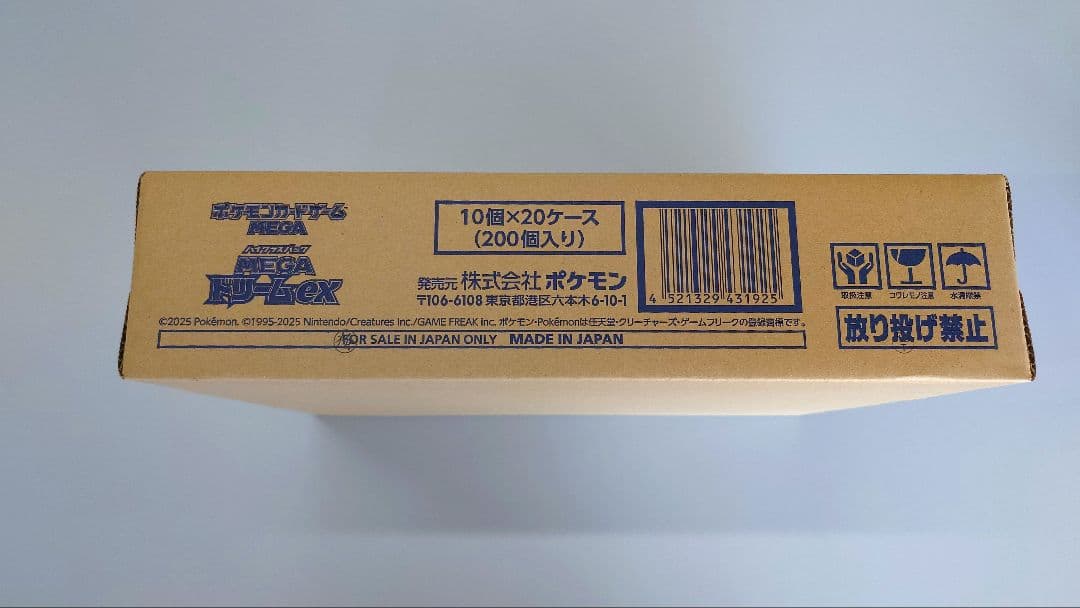 ポケモンカードゲーム
MEGA
ハイクラスパック
MEGA
ドリームex
10個×20ケース
(200個入り)
発売元 株式会社 ポケモン
〒106-6108 東京都港区六本木6-10-1
4 521329 431925
取扱注意
コワレモノ注意
水濡厳禁
放り投げ禁止
©2025 Pokémon. ©1995-2025 Nintendo/Creatures Inc./GAME FREAK inc. ポケモン・Pokémonは任天堂・クリーチャーズ・ゲームフリークの登録商標です。
FOR SALE IN JAPAN ONLY MADE IN JAPAN